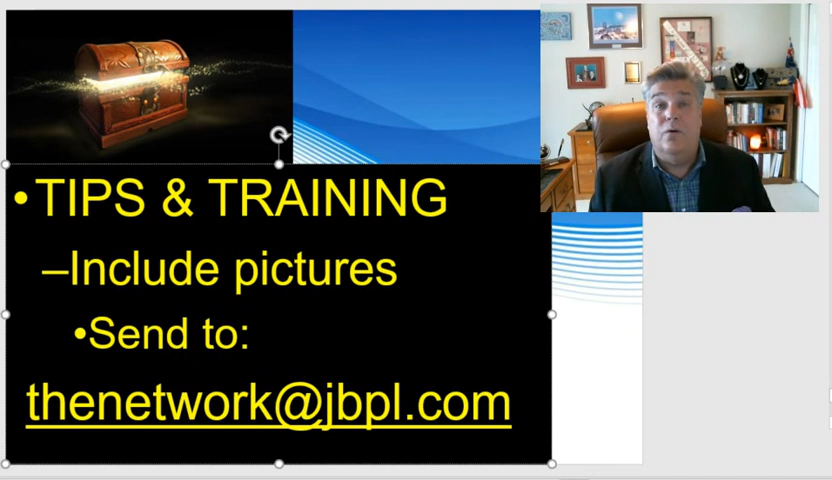 •TIPS & TRAINING
–Include pictures
•Send to:
thenetwork@jbpl.com